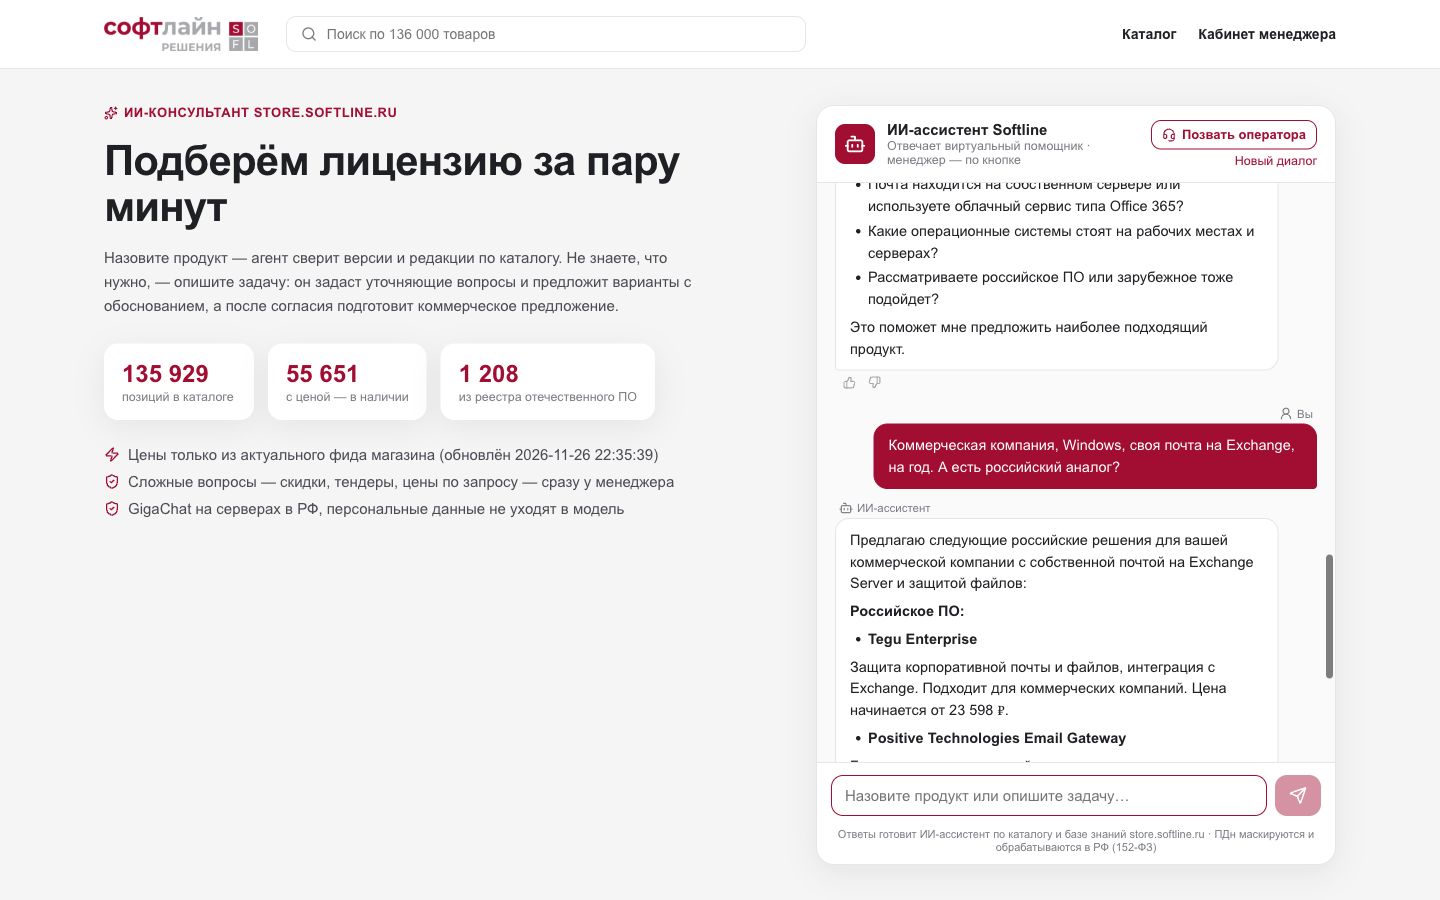 софтлайн
РЕШЕНИЯ
S O
F L
Поиск по 136 000 товаров
Каталог
Кабинет менеджера
ИИ-КОНСУЛЬТАНТ STORE.SOFTLINE.RU
Подберём лицензию за пару
минут
Назовите продукт — агент сверит версии и редакции по каталогу. Не знаете, что
нужно, — опишите задачу: он задаст уточняющие вопросы и предложит варианты с
обоснованием, а после согласия подготовит коммерческое предложение.
135 929
позиций в каталоге
55 651
с ценой — в наличии
1 208
из реестра отечественного ПО
Цены только из актуального фида магазина (обновлён 2026-11-26 22:35:39)
Сложные вопросы — скидки, тендеры, цены по запросу — сразу у менеджера
GigaChat на серверах в РФ, персональные данные не уходят в модель
ИИ-ассистент Softline
Отвечает виртуальный помощник ·
менеджер — по кнопке
Позвать оператора
Новый диалог
• Почта находится на собственном сервере или
используете облачный сервис типа Office 365?
• Какие операционные системы стоят на рабочих местах и
серверах?
• Рассматриваете российское ПО или зарубежное тоже
подойдет?
Это поможет мне предложить наиболее подходящий
продукт.
Вы
Коммерческая компания, Windows, своя почта на Exchange,
на год. А есть российский аналог?
ИИ-ассистент
Предлагаю следующие российские решения для вашей
коммерческой компании с собственной почтой на Exchange
Server и защитой файлов:
Российское ПО:
• Tegu Enterprise
Защита корпоративной почты и файлов, интеграция с
Exchange. Подходит для коммерческих компаний. Цена
начинается от 23 598 ₽.
• Positive Technologies Email Gateway
Назовите продукт или опишите задачу…
Ответы готовит ИИ-ассистент по каталогу и базе знаний store.softline.ru · ПДн маскируются и
обрабатываются в РФ (152-ФЗ)